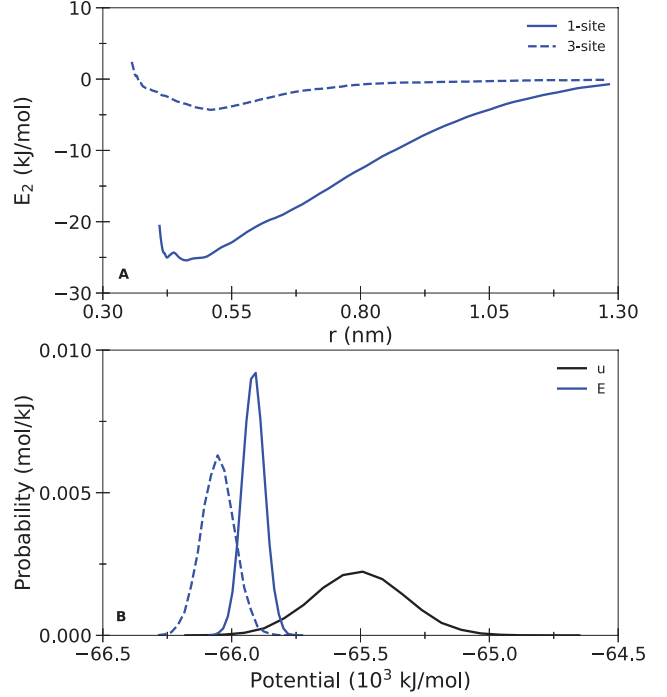 10
0
−10
−20
−30
E₂ (kJ/mol)
1-site
3-site
A
0.30
0.55
0.80
1.05
1.30
r (nm)
0.010
0.005
0.000
Probability (mol/kJ)
u
E
B
−66.5
−66.0
−65.5
−65.0
−64.5
Potential (10³ kJ/mol)